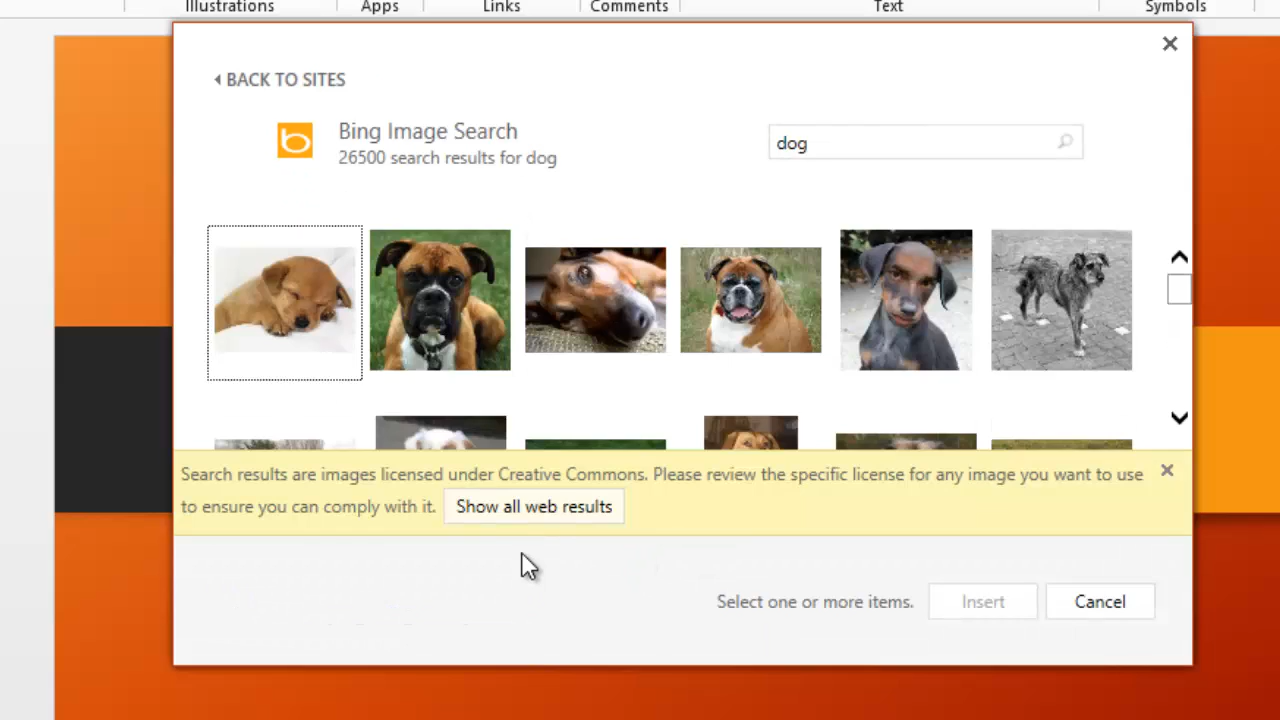 Illustrations Apps Links Comments Text Symbols
BACK TO SITES
Bing Image Search
26500 search results for dog
dog
Search results are images licensed under Creative Commons. Please review the specific license for any image you want to use
to ensure you can comply with it. Show all web results
Select one or more items. Insert Cancel